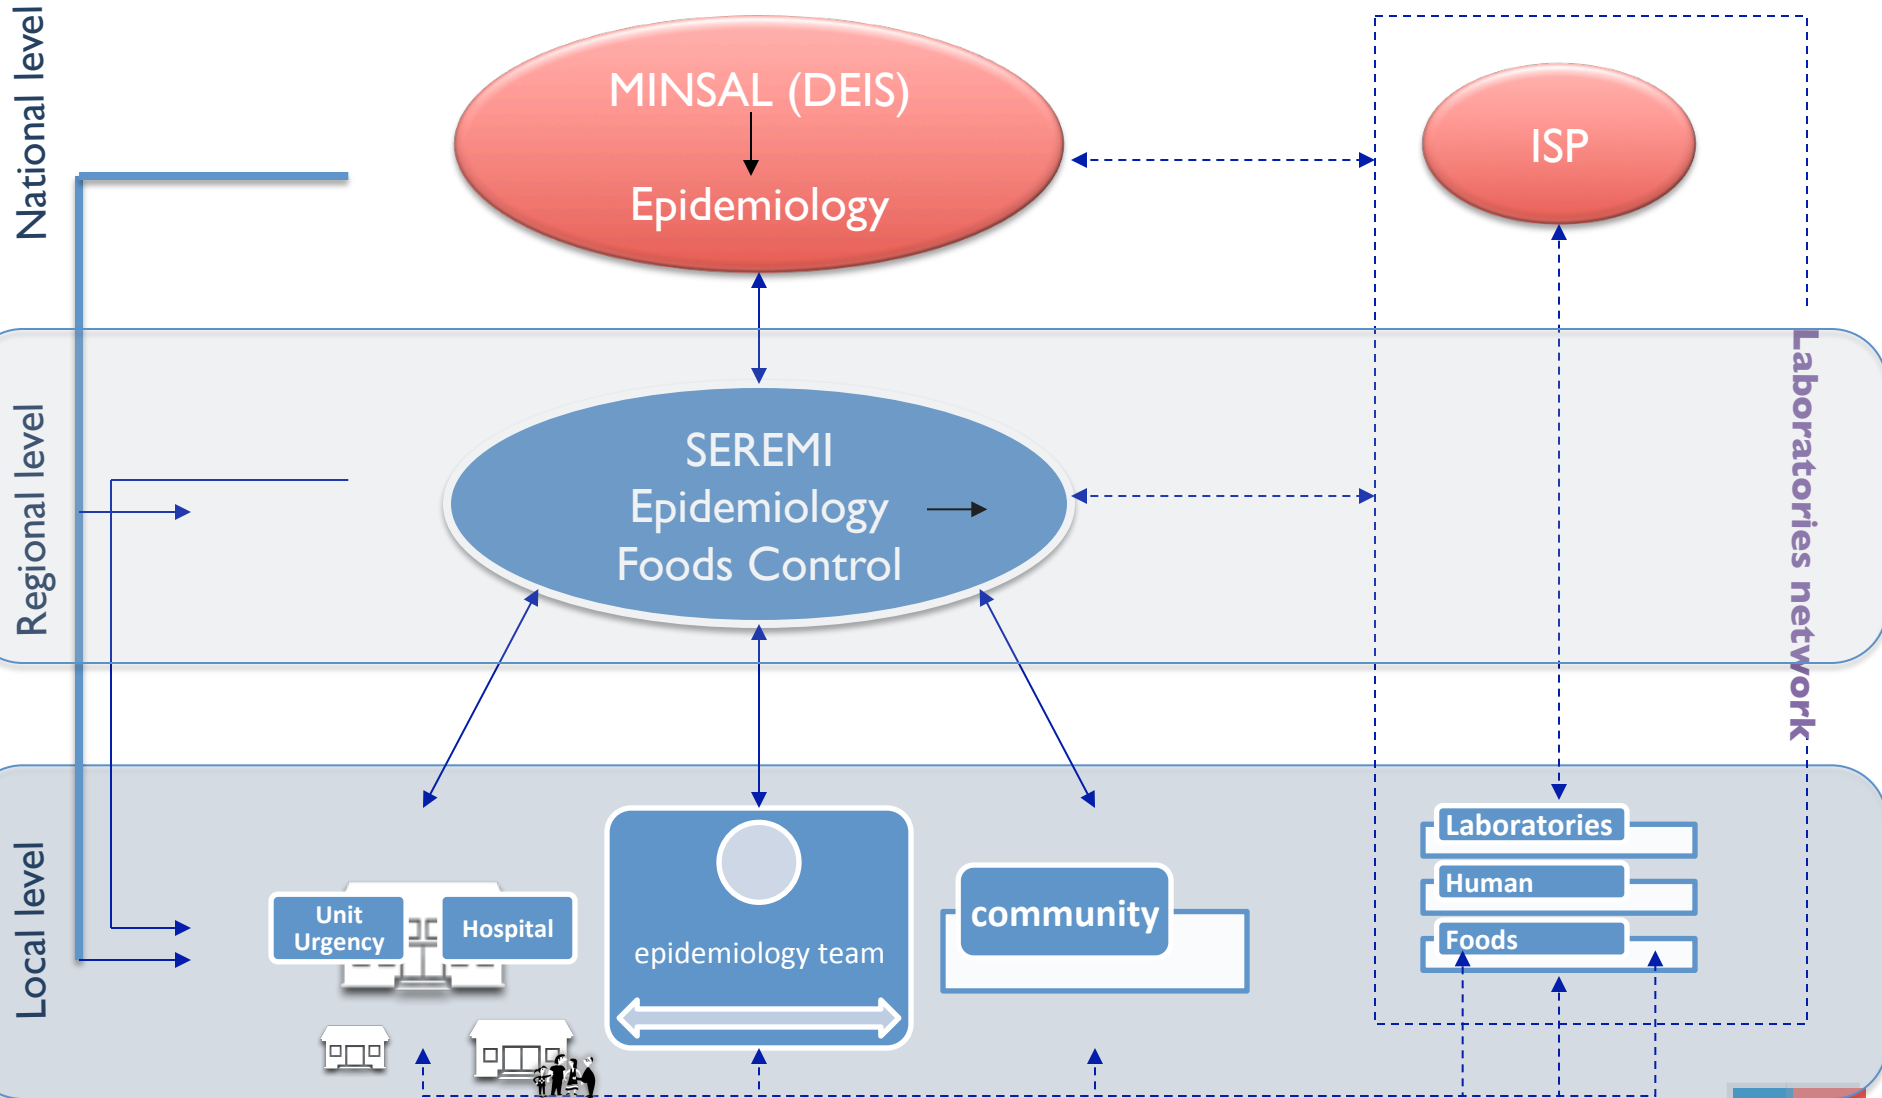 National level
MINSAL (DEIS)
Epidemiology
ISP
Regional level
SEREMI
Epidemiology
Foods Control
Laboratories network
Local level
Unit
Urgency
Hospital
epidemiology team
community
Laboratories
Human
Foods